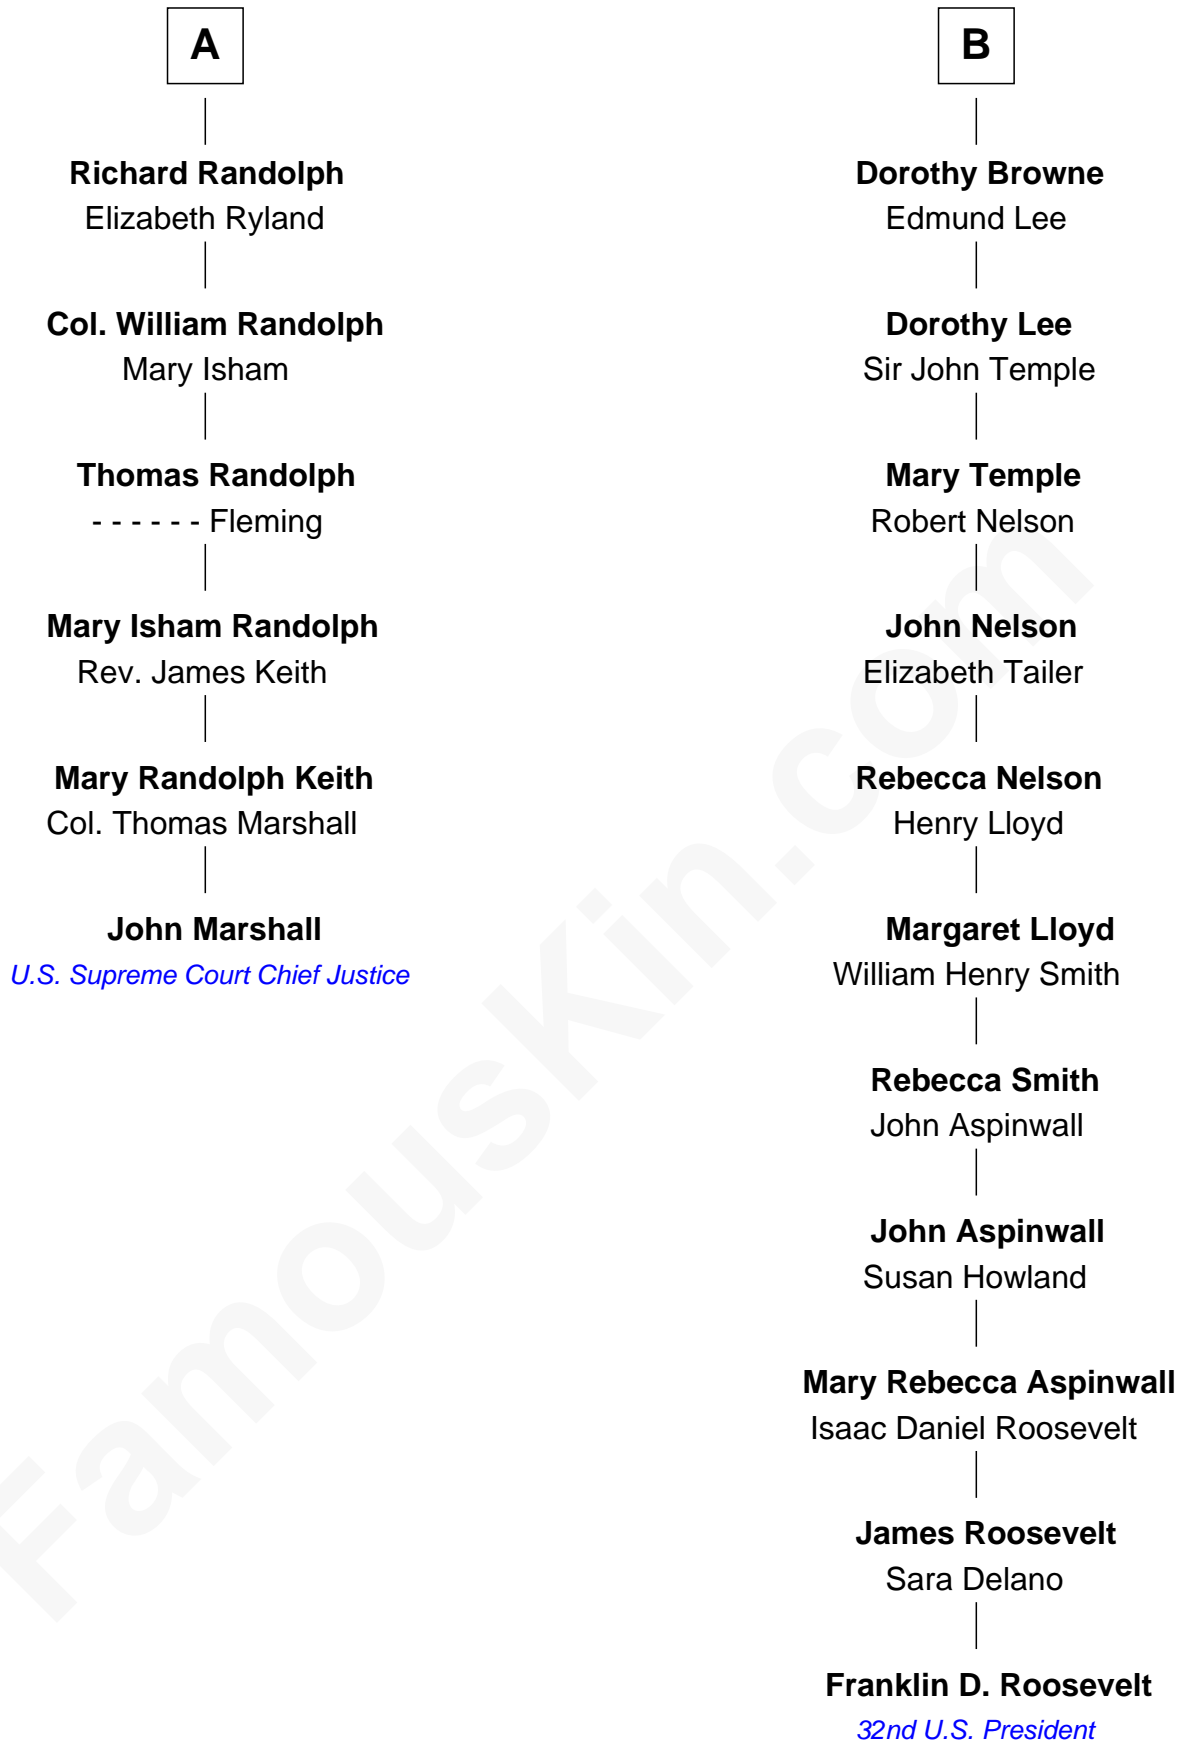 A
Richard Randolph
Elizabeth Ryland
Col. William Randolph
Mary Isham
Thomas Randolph
- - - - - - Fleming
Mary Isham Randolph
Rev. James Keith
Mary Randolph Keith
Col. Thomas Marshall
John Marshall
U.S. Supreme Court Chief Justice
B
Dorothy Browne
Edmund Lee
Dorothy Lee
Sir John Temple
Mary Temple
Robert Nelson
John Nelson
Elizabeth Tailer
Rebecca Nelson
Henry Lloyd
Margaret Lloyd
William Henry Smith
Rebecca Smith
John Aspinwall
John Aspinwall
Susan Howland
Mary Rebecca Aspinwall
Isaac Daniel Roosevelt
James Roosevelt
Sara Delano
Franklin D. Roosevelt
32nd U.S. President
FamousKin.com